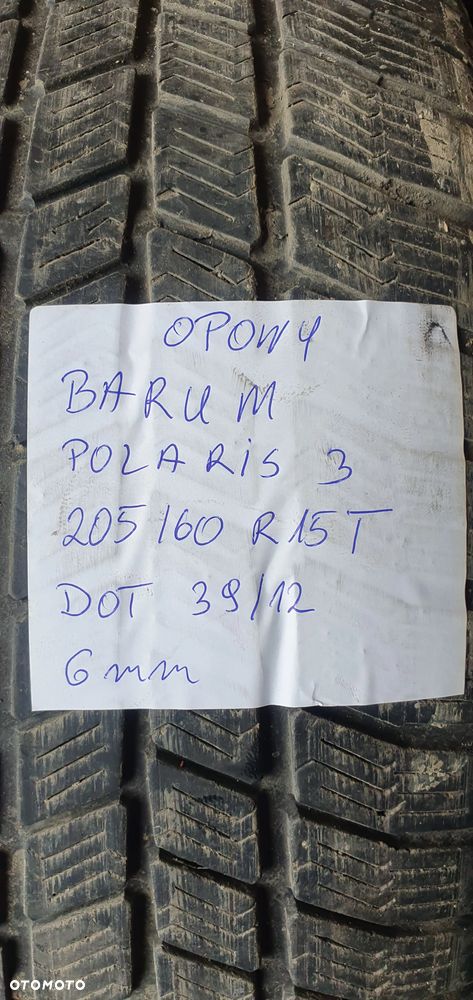 OPONY
BARUM
POLARIS 3
205/60 R15T
DOT 39/12
6mm
OTOMOTO